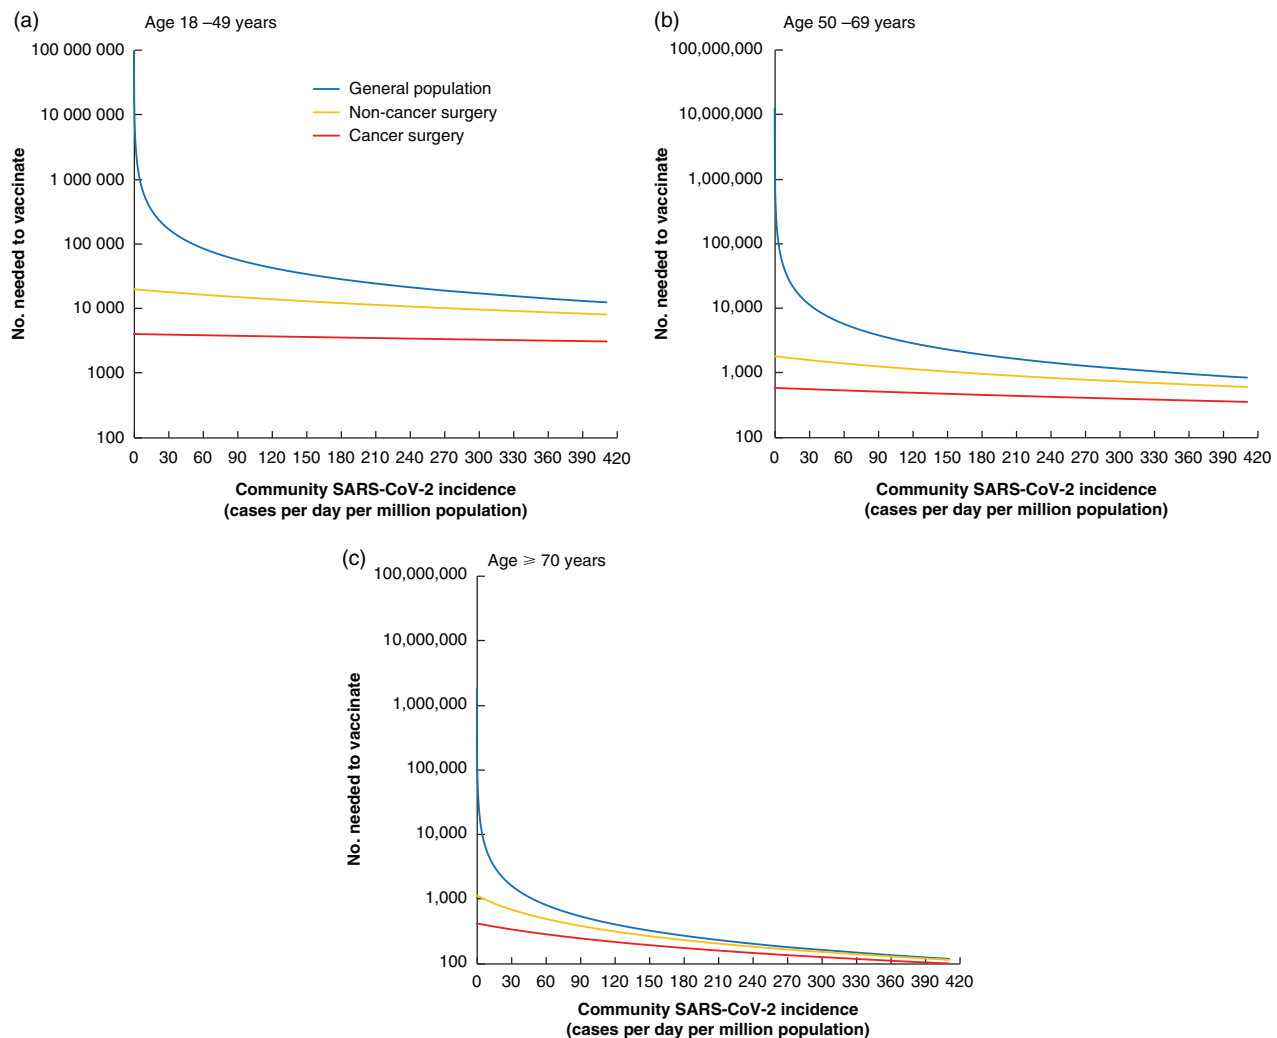 (a)
Age 18 –49 years
100 000 000
10 000 000
1 000 000
100 000
10 000
1000
100
No. needed to vaccinate
General population
Non-cancer surgery
Cancer surgery
0 30 60 90 120 150 180 210 240 270 300 330 360 390 420
Community SARS-CoV-2 incidence
(cases per day per million population)
(b)
Age 50 –69 years
100,000,000
10,000,000
1,000,000
100,000
10,000
1,000
100
No. needed to vaccinate
0 30 60 90 120 150 180 210 240 270 300 330 360 390 420
Community SARS-CoV-2 incidence
(cases per day per million population)
(c)
Age ⩾ 70 years
100,000,000
10,000,000
1,000,000
100,000
10,000
1,000
100
No. needed to vaccinate
0 30 60 90 120 150 180 210 240 270 300 330 360 390 420
Community SARS-CoV-2 incidence
(cases per day per million population)